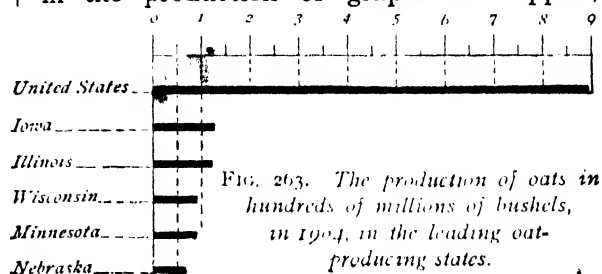 in the production of
0 1 2 3 4 5 6 7 8 9
United States
Iowa
Illinois
Wisconsin
Minnesota
Nebraska
FIG. 263. The production of oats in
hundreds of millions of bushels,
in 1904, in the leading oat-
producing states.